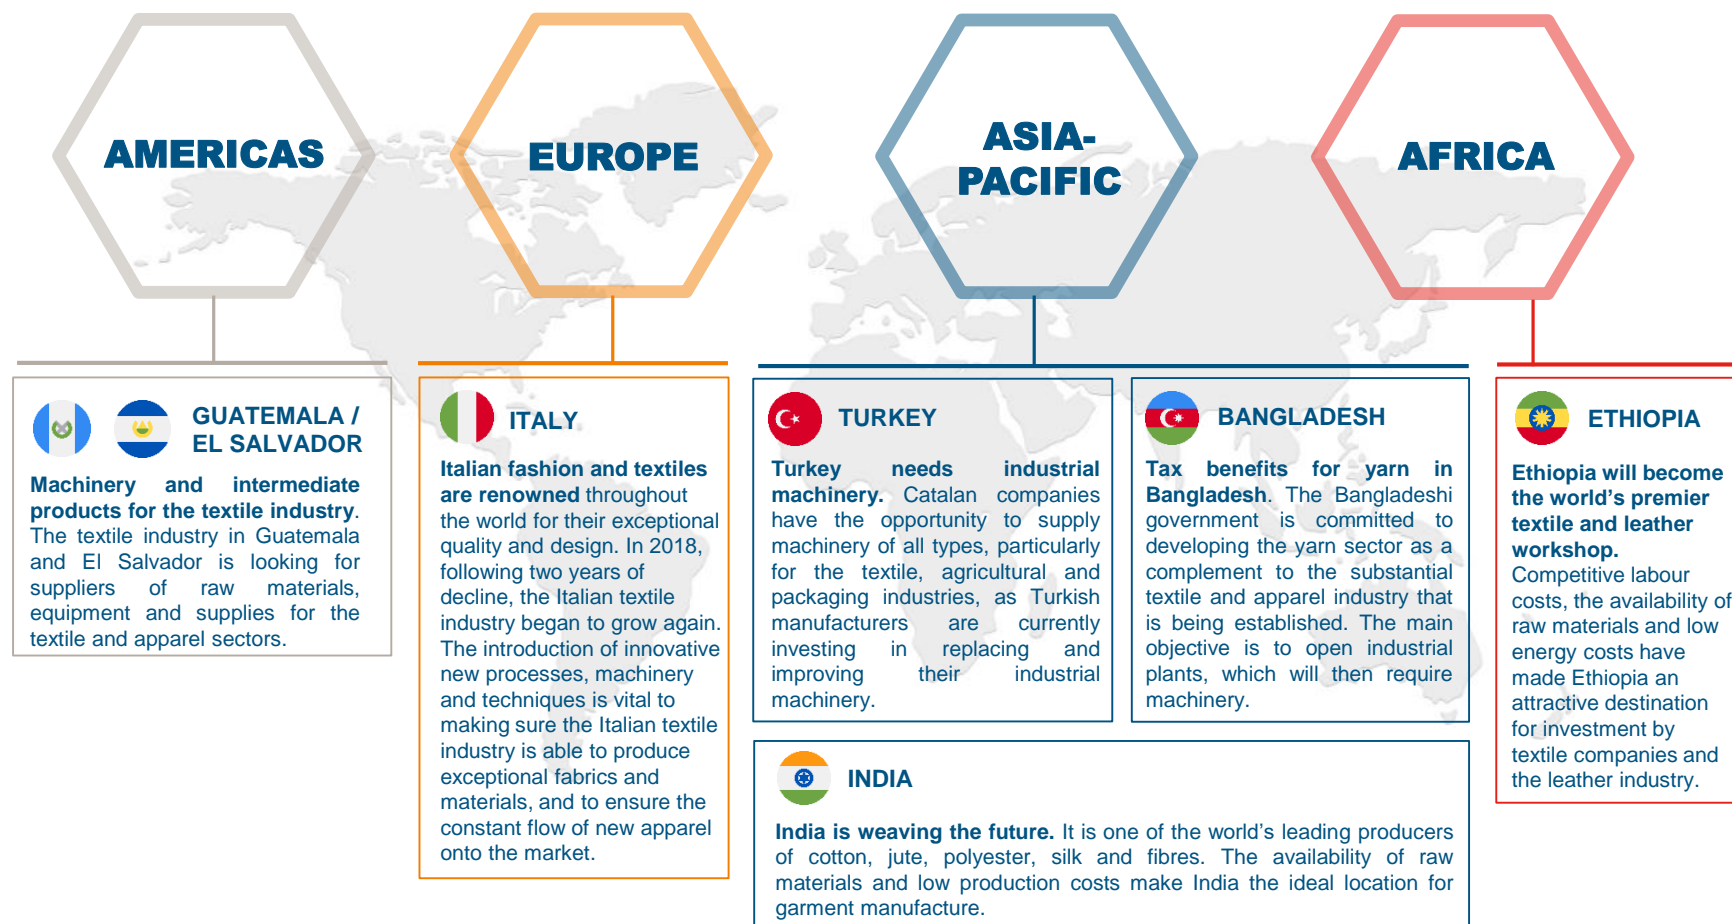 AMERICAS
EUROPE
ASIA-
PACIFIC
AFRICA
GUATEMALA /
EL SALVADOR
Machinery and intermediate
products for the textile industry.
The textile industry in Guatemala
and El Salvador is looking for
suppliers of raw materials,
equipment and supplies for the
textile and apparel sectors.
ITALY
Italian fashion and textiles
are renowned throughout
the world for their exceptional
quality and design. In 2018,
following two years of
decline, the Italian textile
industry began to grow again.
The introduction of innovative
new processes, machinery
and techniques is vital to
making sure the Italian textile
industry is able to produce
exceptional fabrics and
materials, and to ensure the
constant flow of new apparel
onto the market.
TURKEY
Turkey needs industrial
machinery. Catalan companies
have the opportunity to supply
machinery of all types, particularly
for the textile, agricultural and
packaging industries, as Turkish
manufacturers are currently
investing in replacing and
improving their industrial
machinery.
BANGLADESH
Tax benefits for yarn in
Bangladesh. The Bangladeshi
government is committed to
developing the yarn sector as a
complement to the substantial
textile and apparel industry that
is being established. The main
objective is to open industrial
plants, which will then require
machinery.
INDIA
India is weaving the future. It is one of the world's leading producers
of cotton, jute, polyester, silk and fibres. The availability of raw
materials and low production costs make India the ideal location for
garment manufacture.
ETHIOPIA
Ethiopia will become
the world's premier
textile and leather
workshop.
Competitive labour
costs, the availability of
raw materials and low
energy costs have
made Ethiopia an
attractive destination
for investment by
textile companies and
the leather industry.